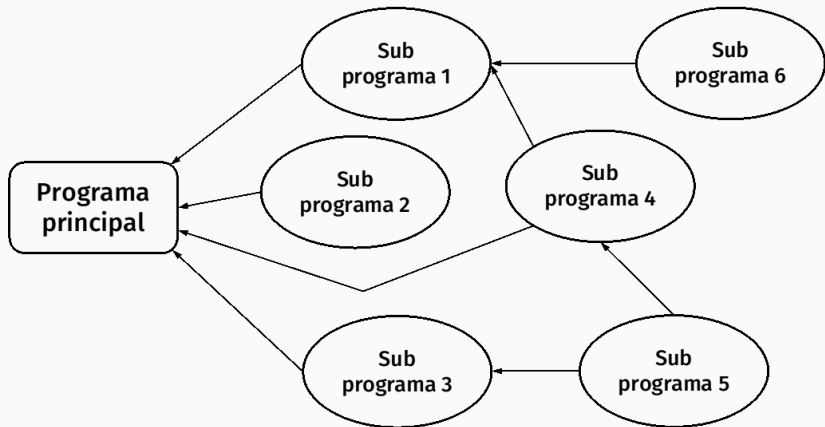 Sub
programa 1
Sub
programa 6
Programa
principal
Sub
programa 2
Sub
programa 4
Sub
programa 3
Sub
programa 5